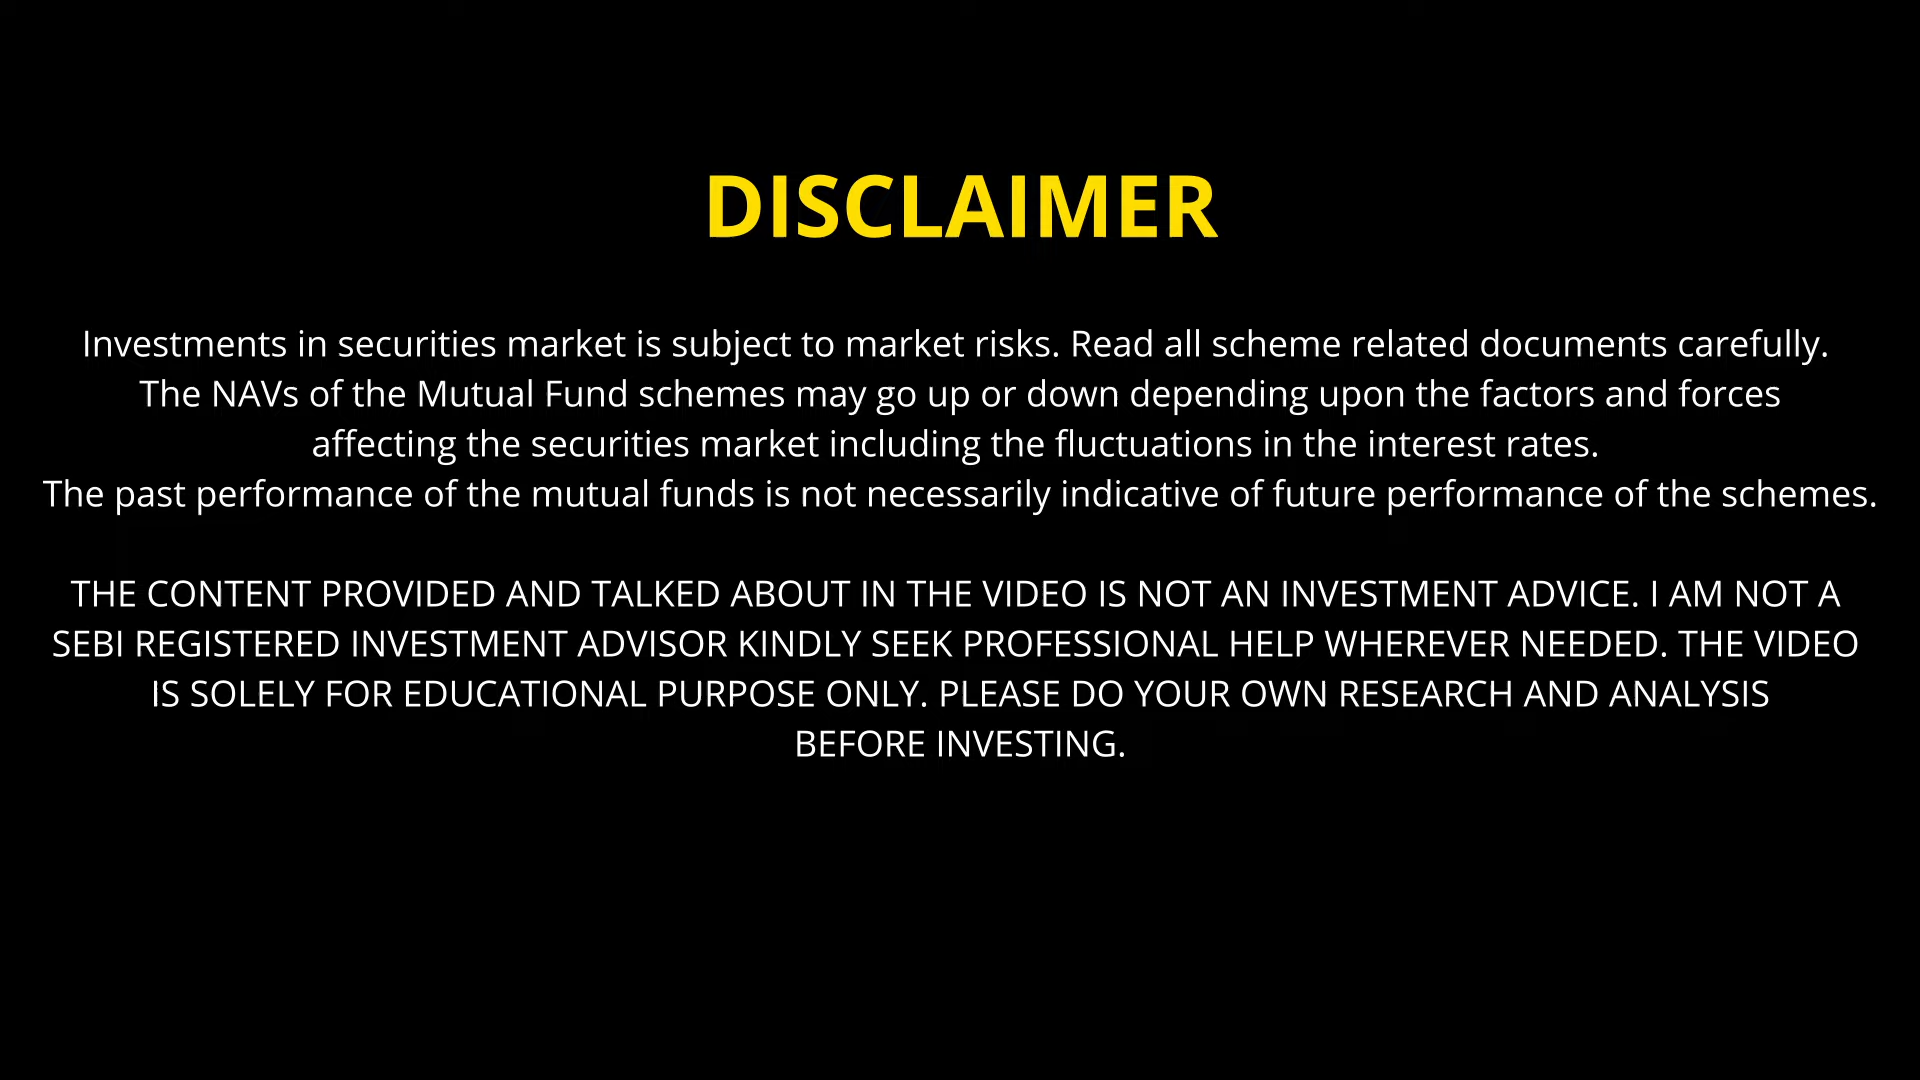 DISCLAIMER
Investments in securities market is subject to market risks. Read all scheme related documents carefully.
The NAVs of the Mutual Fund schemes may go up or down depending upon the factors and forces
affecting the securities market including the fluctuations in the interest rates.
The past performance of the mutual funds is not necessarily indicative of future performance of the schemes.
THE CONTENT PROVIDED AND TALKED ABOUT IN THE VIDEO IS NOT AN INVESTMENT ADVICE. I AM NOT A
SEBI REGISTERED INVESTMENT ADVISOR KINDLY SEEK PROFESSIONAL HELP WHEREVER NEEDED. THE VIDEO
IS SOLELY FOR EDUCATIONAL PURPOSE ONLY. PLEASE DO YOUR OWN RESEARCH AND ANALYSIS
BEFORE INVESTING.